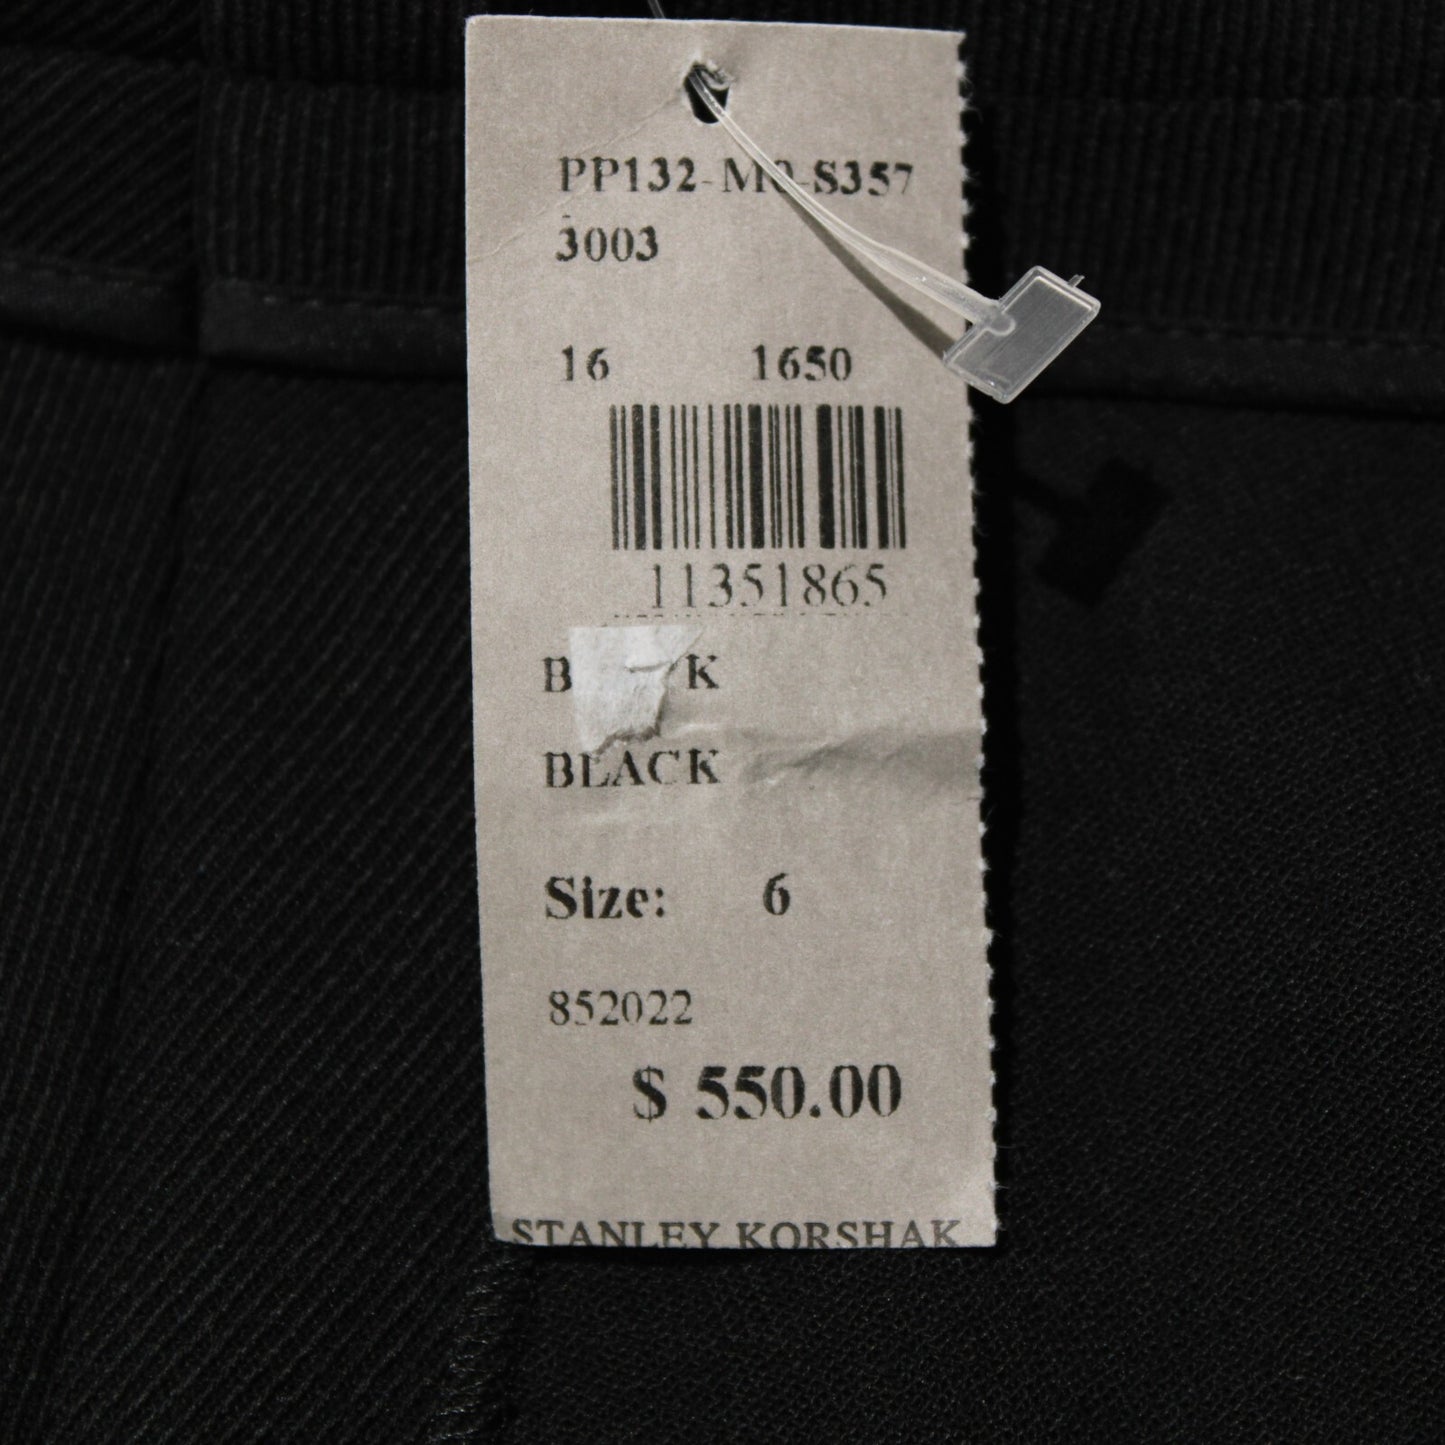 PP132-M0-S357
3003
16 1650
11351865
BLACK
Size: 6
852022
$ 550.00
STANLEY KORSHAK